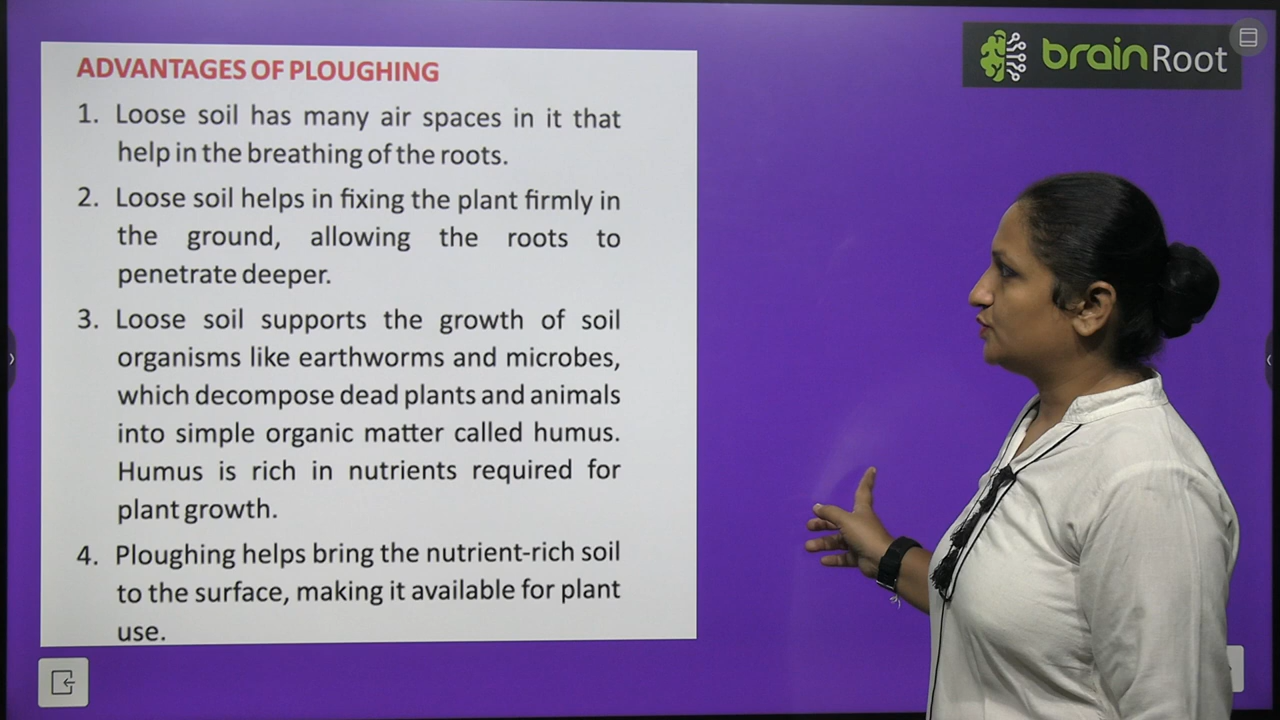 brainRoot
ADVANTAGES OF PLOUGHING
1. Loose soil has many air spaces in it that
help in the breathing of the roots.
2. Loose soil helps in fixing the plant firmly in
the ground, allowing the roots to
penetrate deeper.
3. Loose soil supports the growth of soil
organisms like earthworms and microbes,
which decompose dead plants and animals
into simple organic matter called humus.
Humus is rich in nutrients required for
plant growth.
4. Ploughing helps bring the nutrient-rich soil
to the surface, making it available for plant
use.